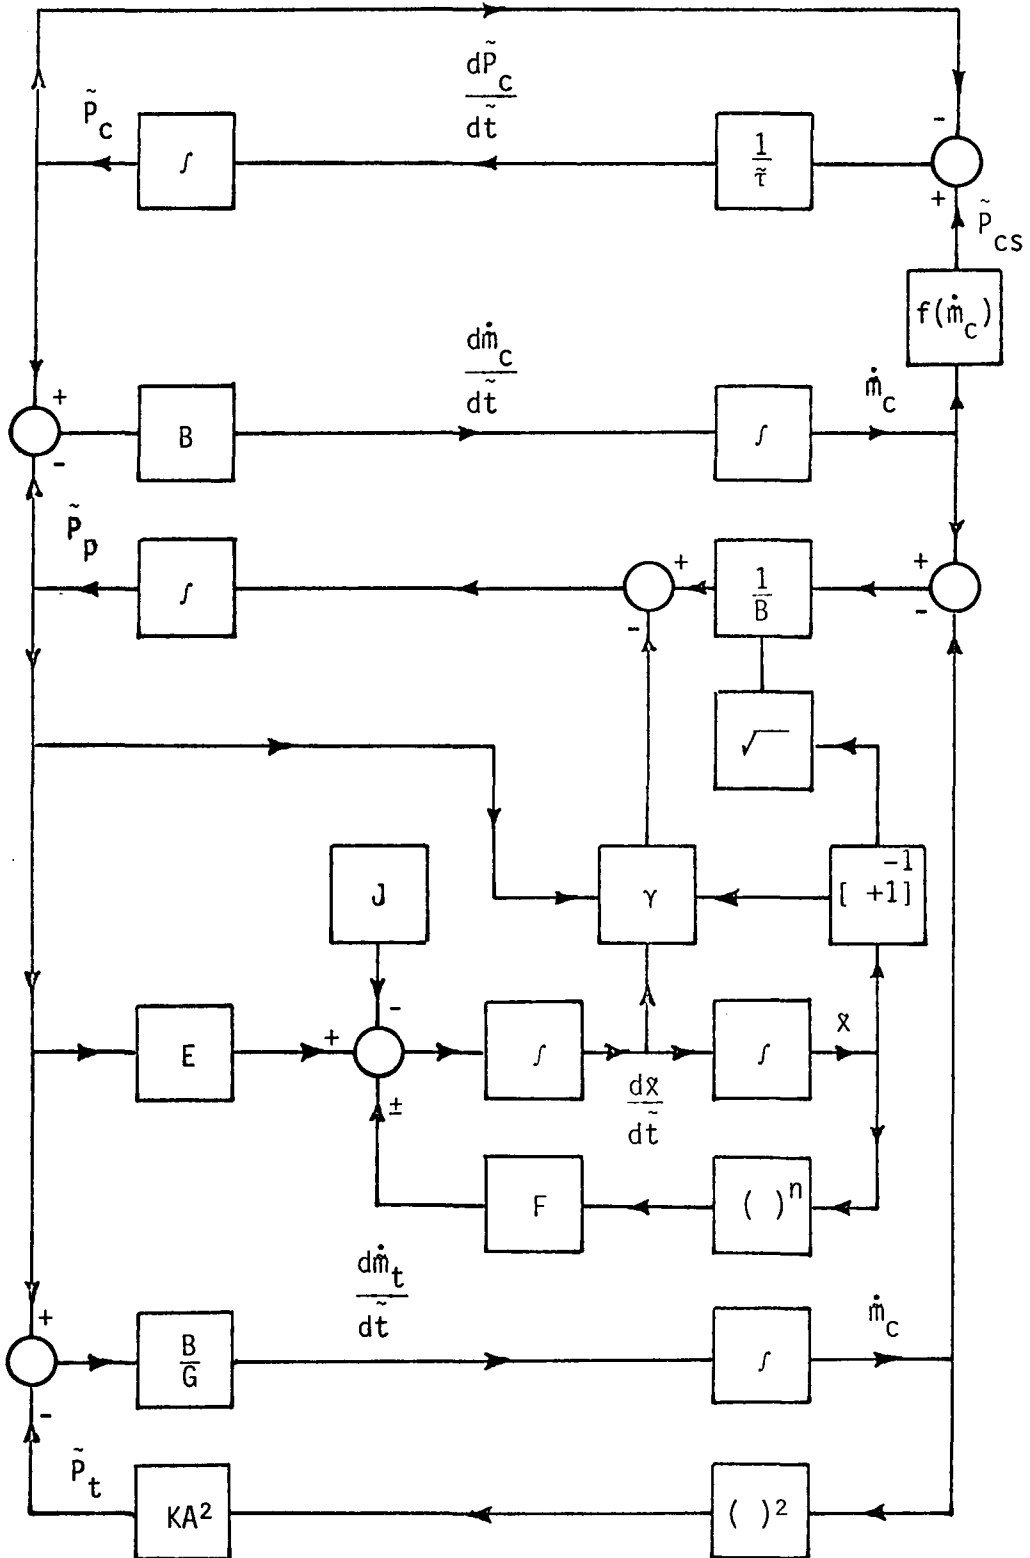 dP̃c
dt̃
P̃c
∫
1
τ̃
-
+
P̃cs
f(ṁc)
dṁc
dt̃
ṁc
+
B
∫
-
P̃p
∫
+
-
1
B
+
-
√
J
γ
[ +1]-1
-
+
E
∫
∫
x̃
±
dx̃
dt̃
F
( )n
dṁt
dt̃
ṁc
+
B
G
∫
-
P̃t
KA2
( )2